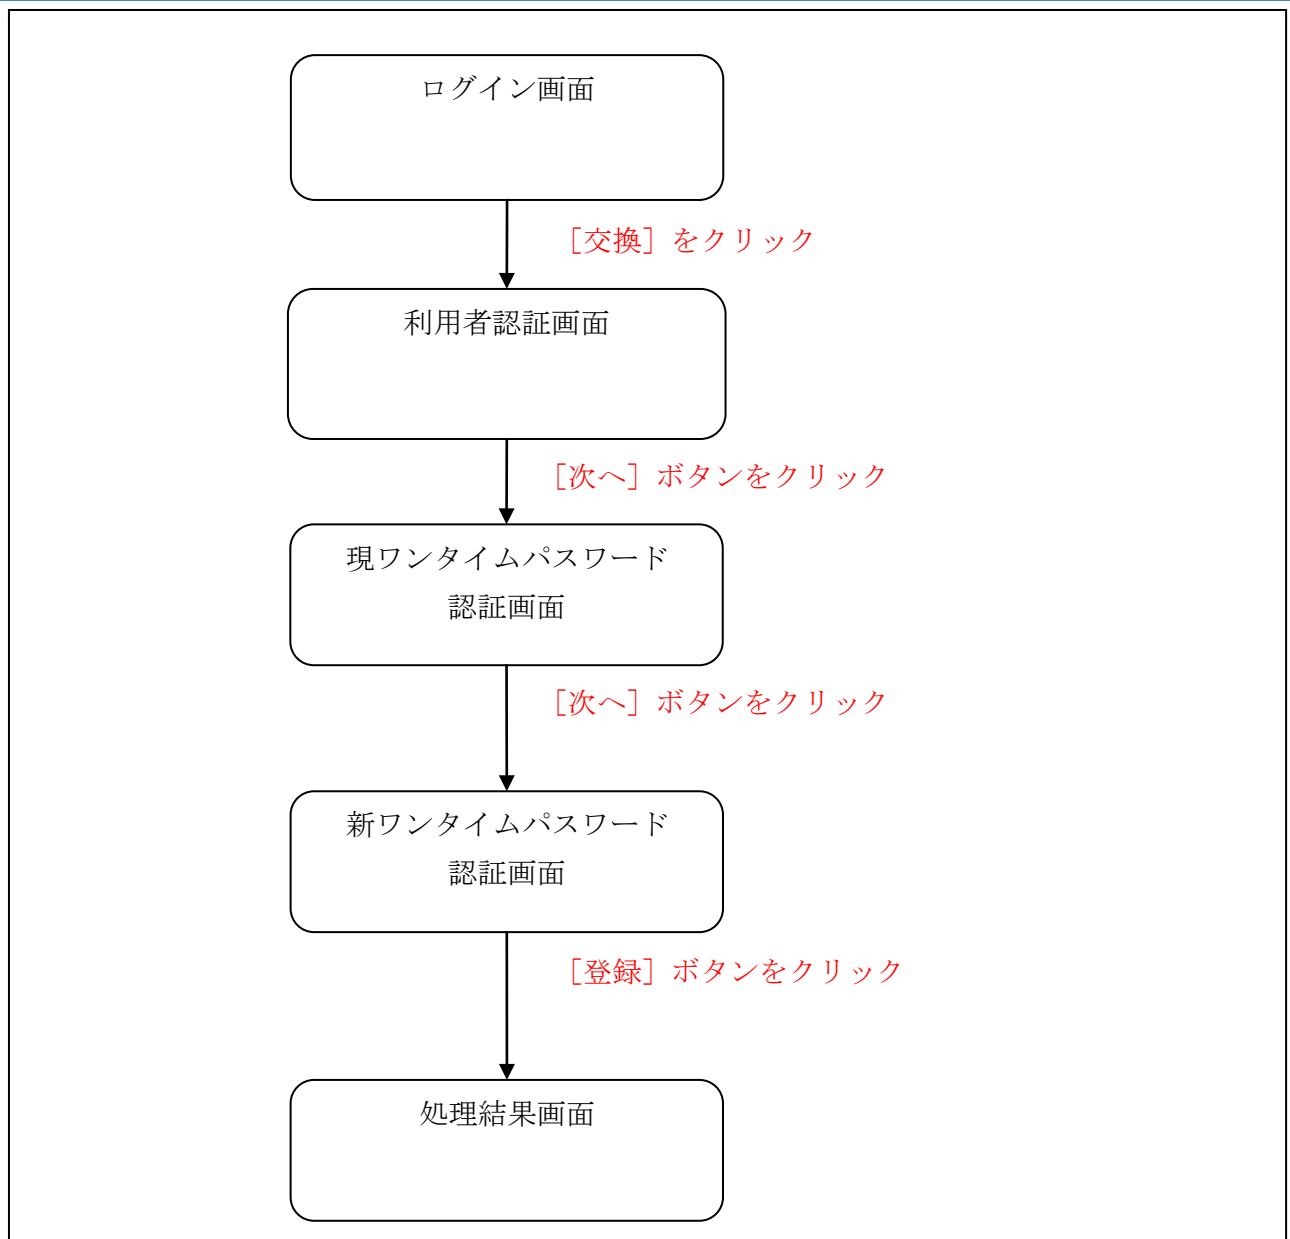 ログイン画面
［交換］をクリック
利用者認証画面
［次へ］ボタンをクリック
現ワンタイムパスワード
認証画面
［次へ］ボタンをクリック
新ワンタイムパスワード
認証画面
［登録］ボタンをクリック
処理結果画面